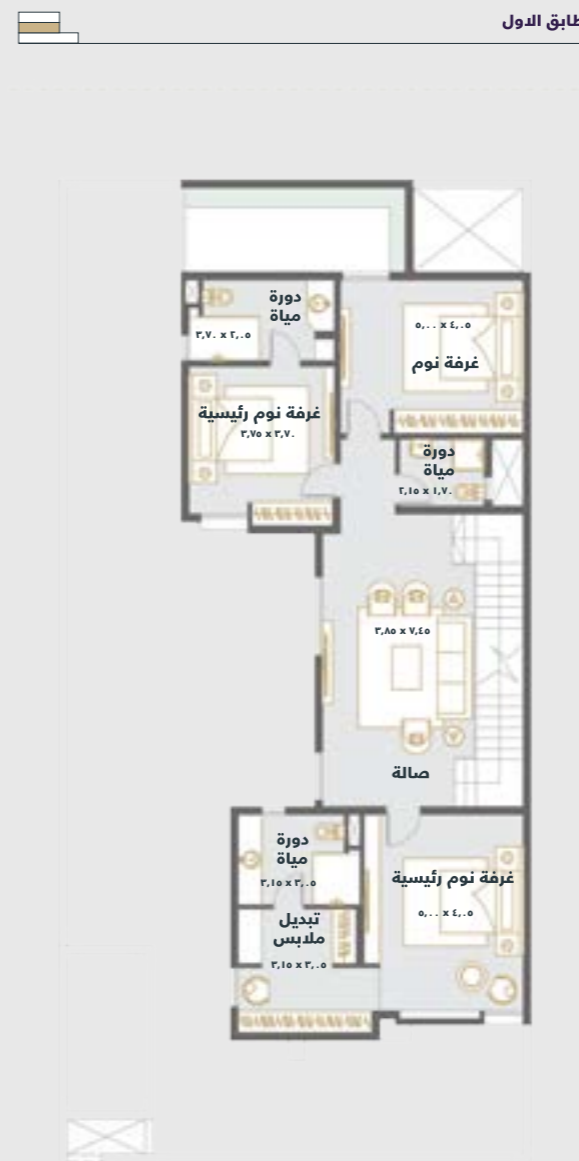 طابق الاول
دورة
مياة
٣,٧٠ x ٢,٠٥
٥,٠٠ x ٤,٠٥
غرفة نوم
غرفة نوم رئيسية
٣,٧٥ x ٣,٧٠
دورة
مياة
٢,١٥ x ١,٧٠
٣,٨٥ x ٧,٤٥
صالة
دورة
مياة
٣,١٥ x ٣,٠٥
غرفة نوم رئيسية
٥,٠٠ x ٤,٠٥
تبديل
ملابس
٣,١٥ x ٣,٠٥